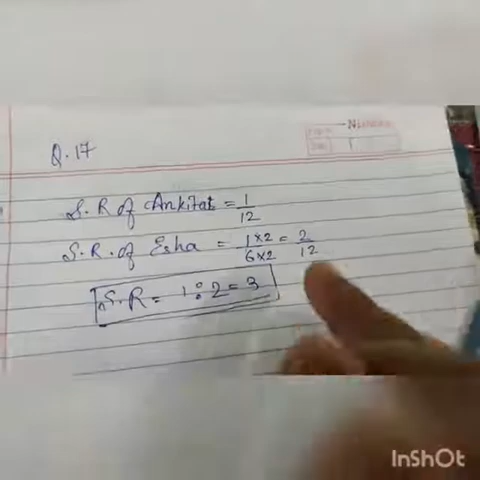 Q.17
S.R of Ankita = 1/12
S.R. of Esha = 1×2/6×2 = 2/12
N.S.R = 1:2 = 3
InShOt